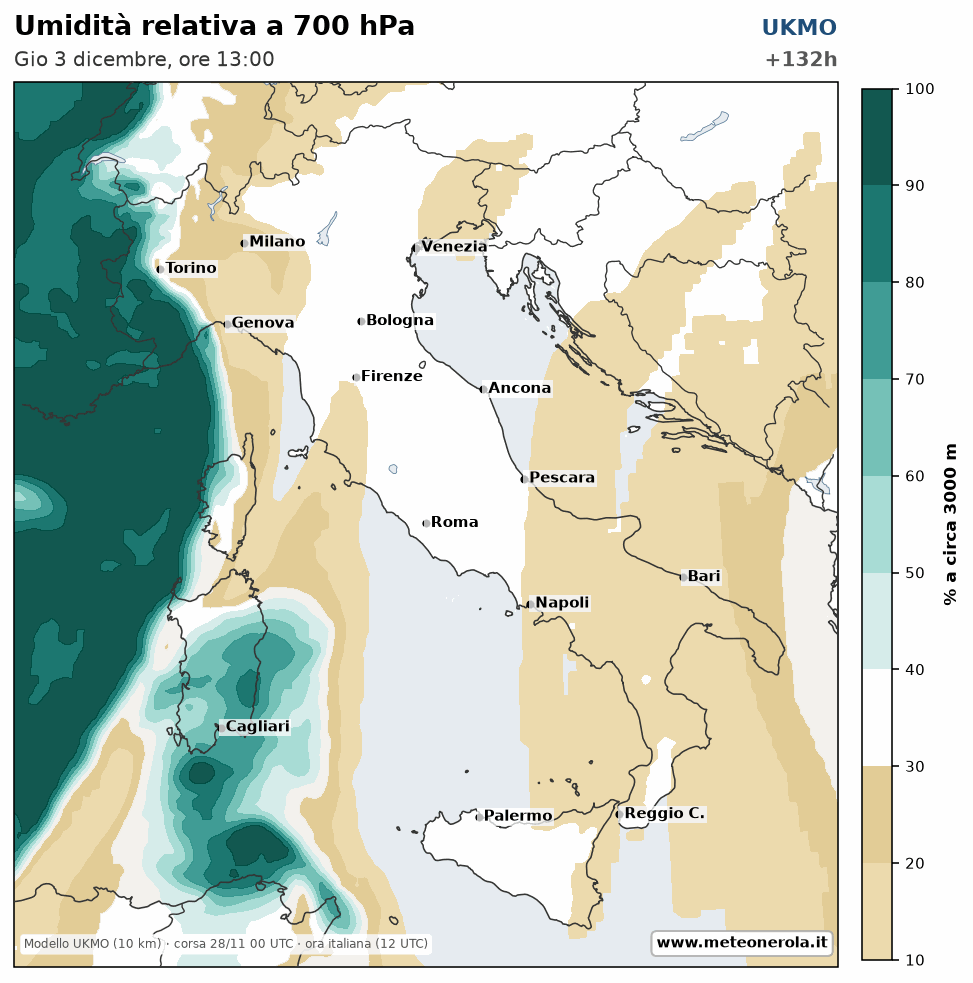 Umidità relativa a 700 hPa
UKMO
Gio 3 dicembre, ore 13:00
+132h
100
90
80
70
60
50
40
30
20
10
% a circa 3000 m
Milano
Venezia
Torino
Genova
Bologna
Firenze
Ancona
Pescara
Roma
Bari
Napoli
Cagliari
Palermo
Reggio C.
Modello UKMO (10 km) · corsa 28/11 00 UTC · ora italiana (12 UTC)
www.meteonerola.it